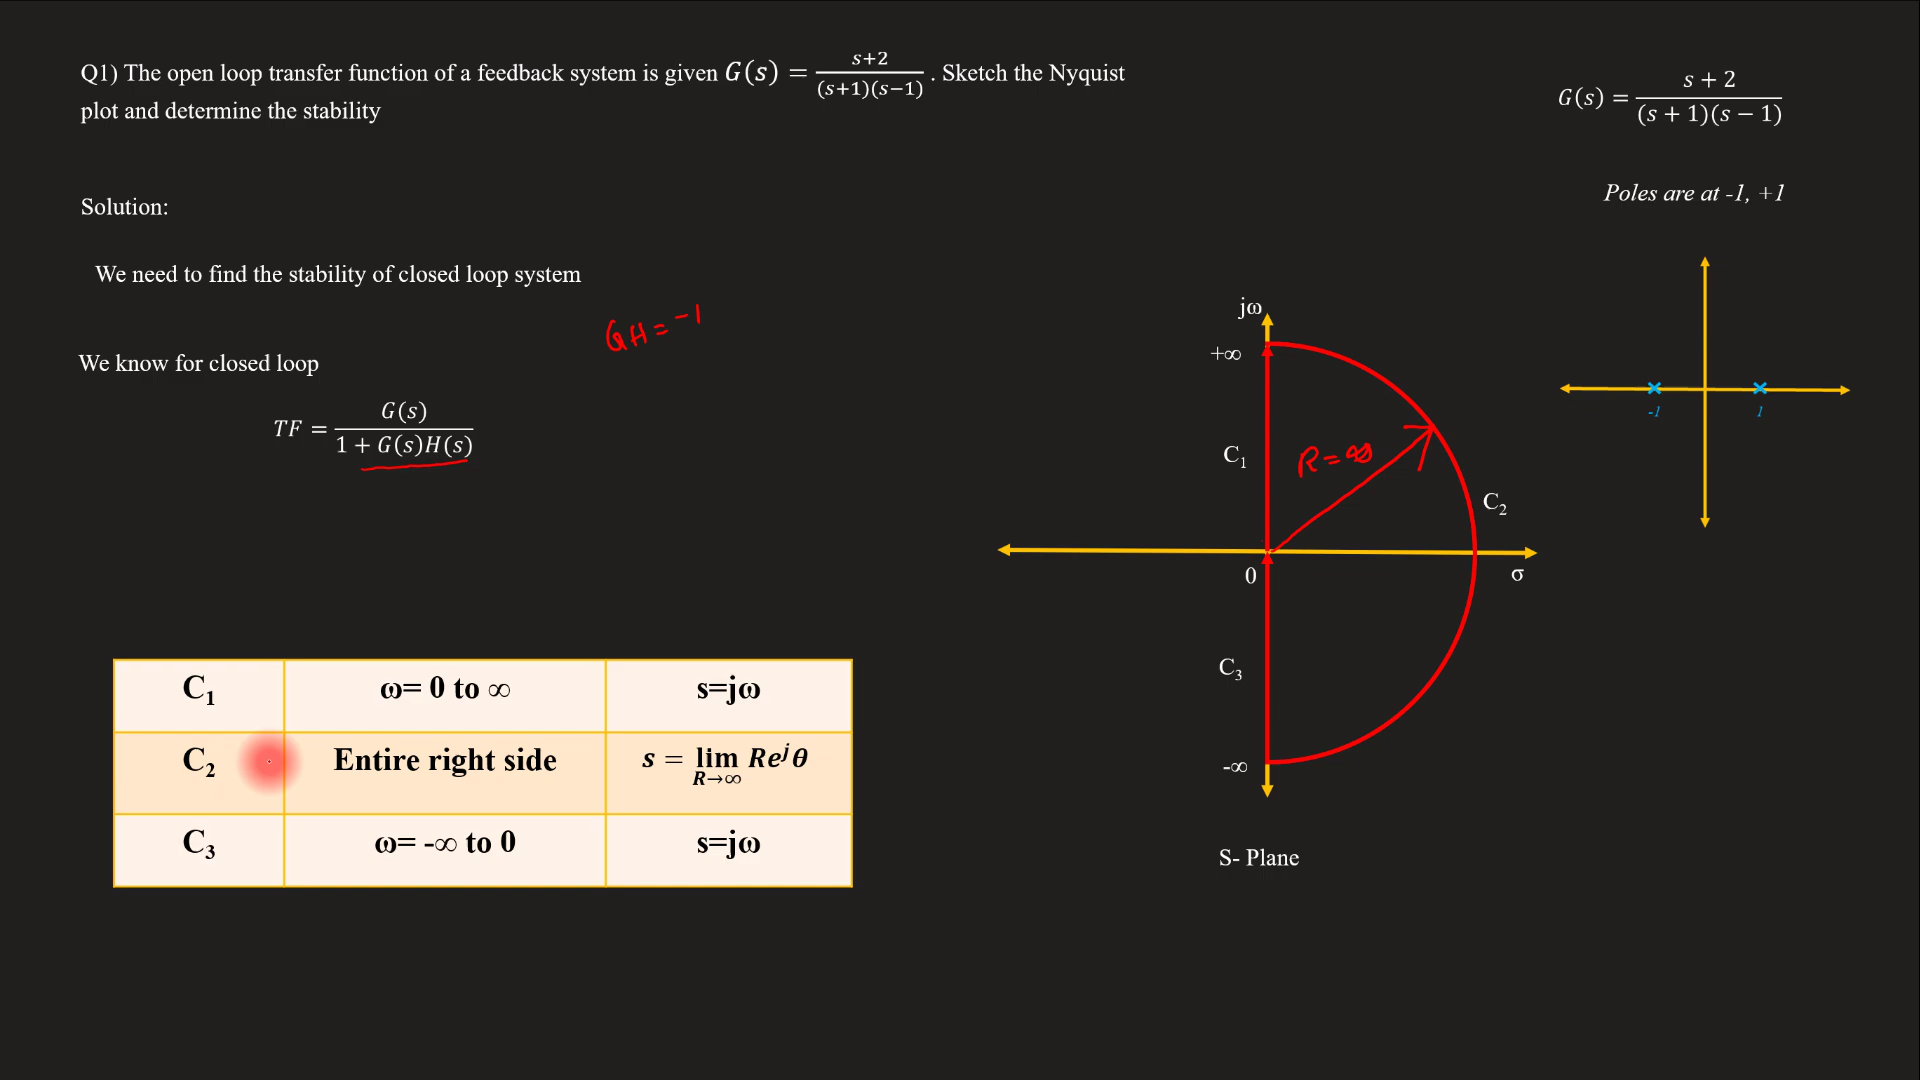 Q1) The open loop transfer function of a feedback system is given G(s) = s+2 / (s+1)(s−1) . Sketch the Nyquist
plot and determine the stability
G(s) = s + 2 / (s + 1)(s − 1)
Poles are at -1, +1
Solution:
We need to find the stability of closed loop system
GH = -1
We know for closed loop
TF = G(s) / 1 + G(s)H(s)
jω
+∞
C1
R = ∞
C2
0
σ
C3
-∞
S- Plane
-1 1
C1 ω= 0 to ∞ s=jω
C2 Entire right side s = lim R→∞ Re^jθ
C3 ω= -∞ to 0 s=jω